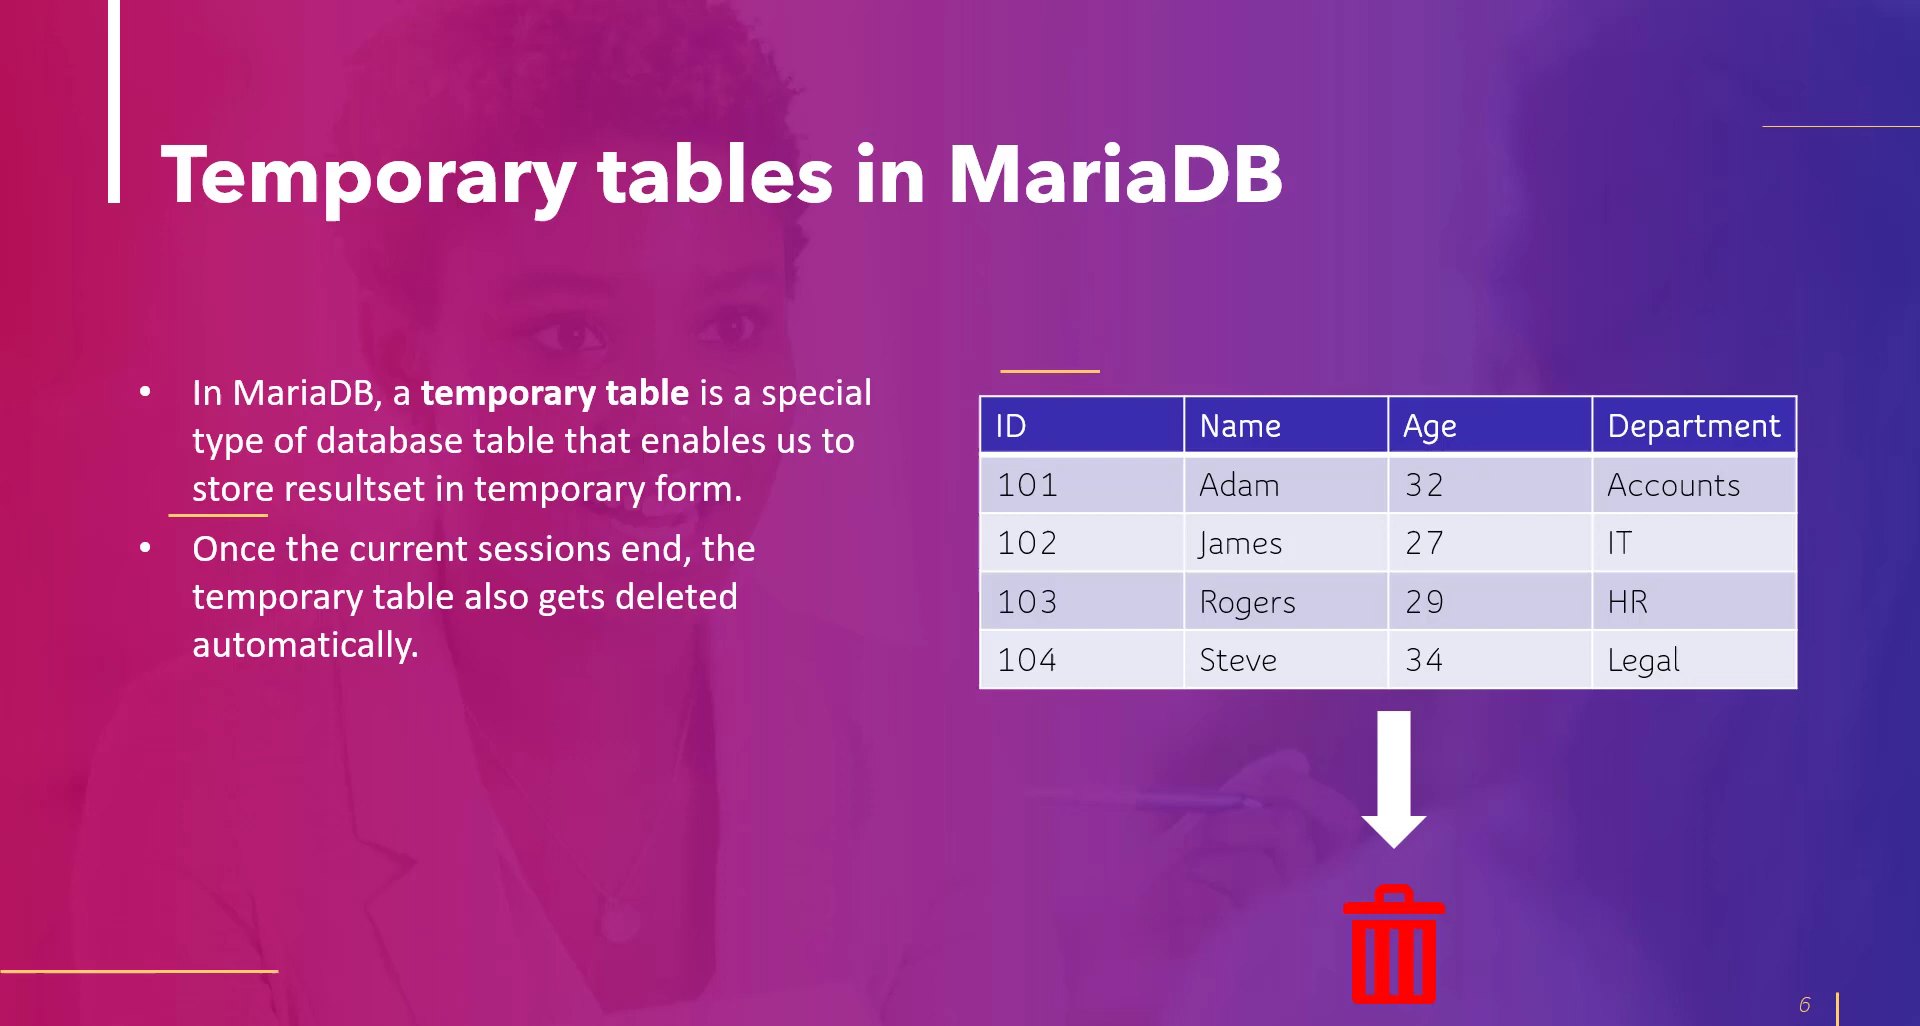 Temporary tables in MariaDB
• In MariaDB, a temporary table is a special
type of database table that enables us to
store resultset in temporary form.
• Once the current sessions end, the
temporary table also gets deleted
automatically.
ID Name Age Department
101 Adam 32 Accounts
102 James 27 IT
103 Rogers 29 HR
104 Steve 34 Legal
6